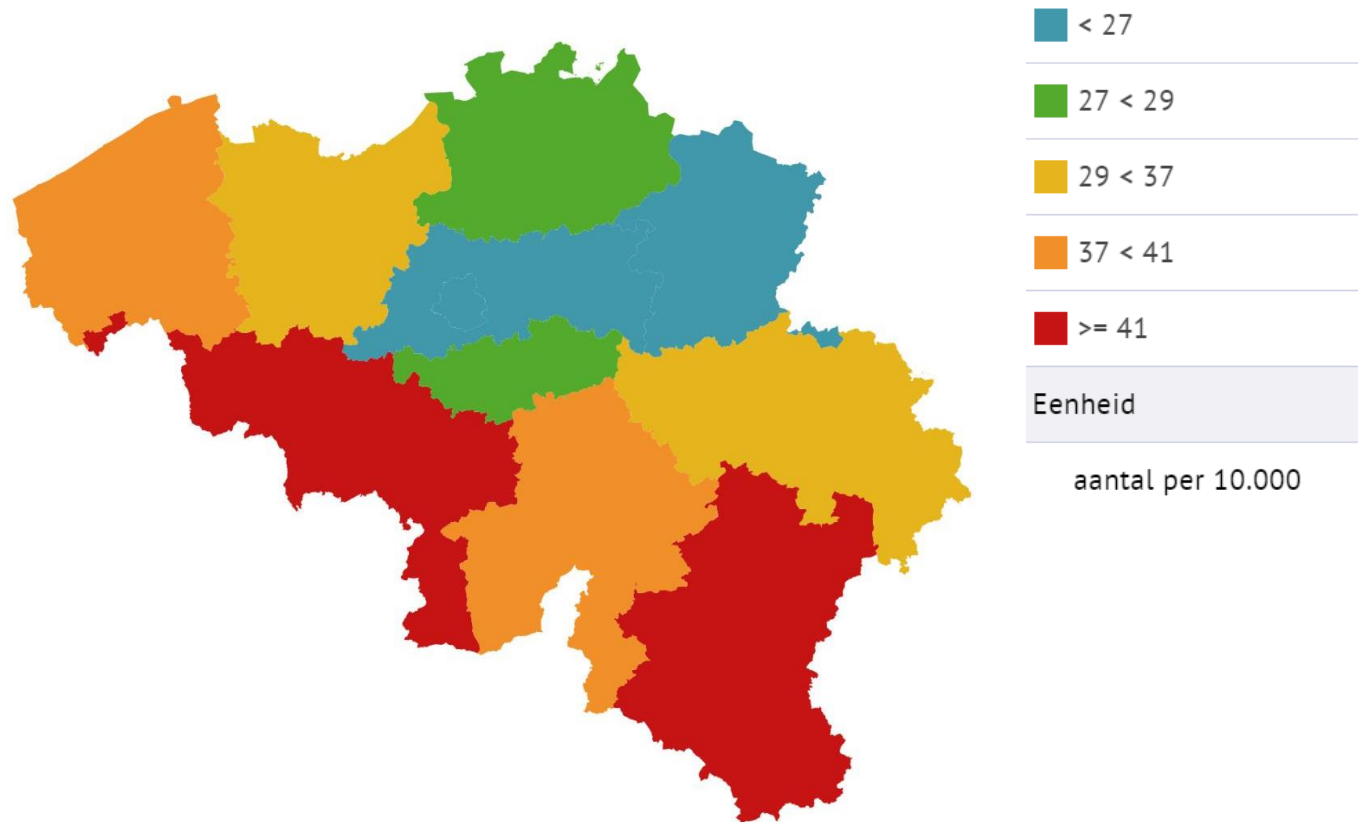 < 27
27 < 29
29 < 37
37 < 41
>= 41
Eenheid
aantal per 10.000